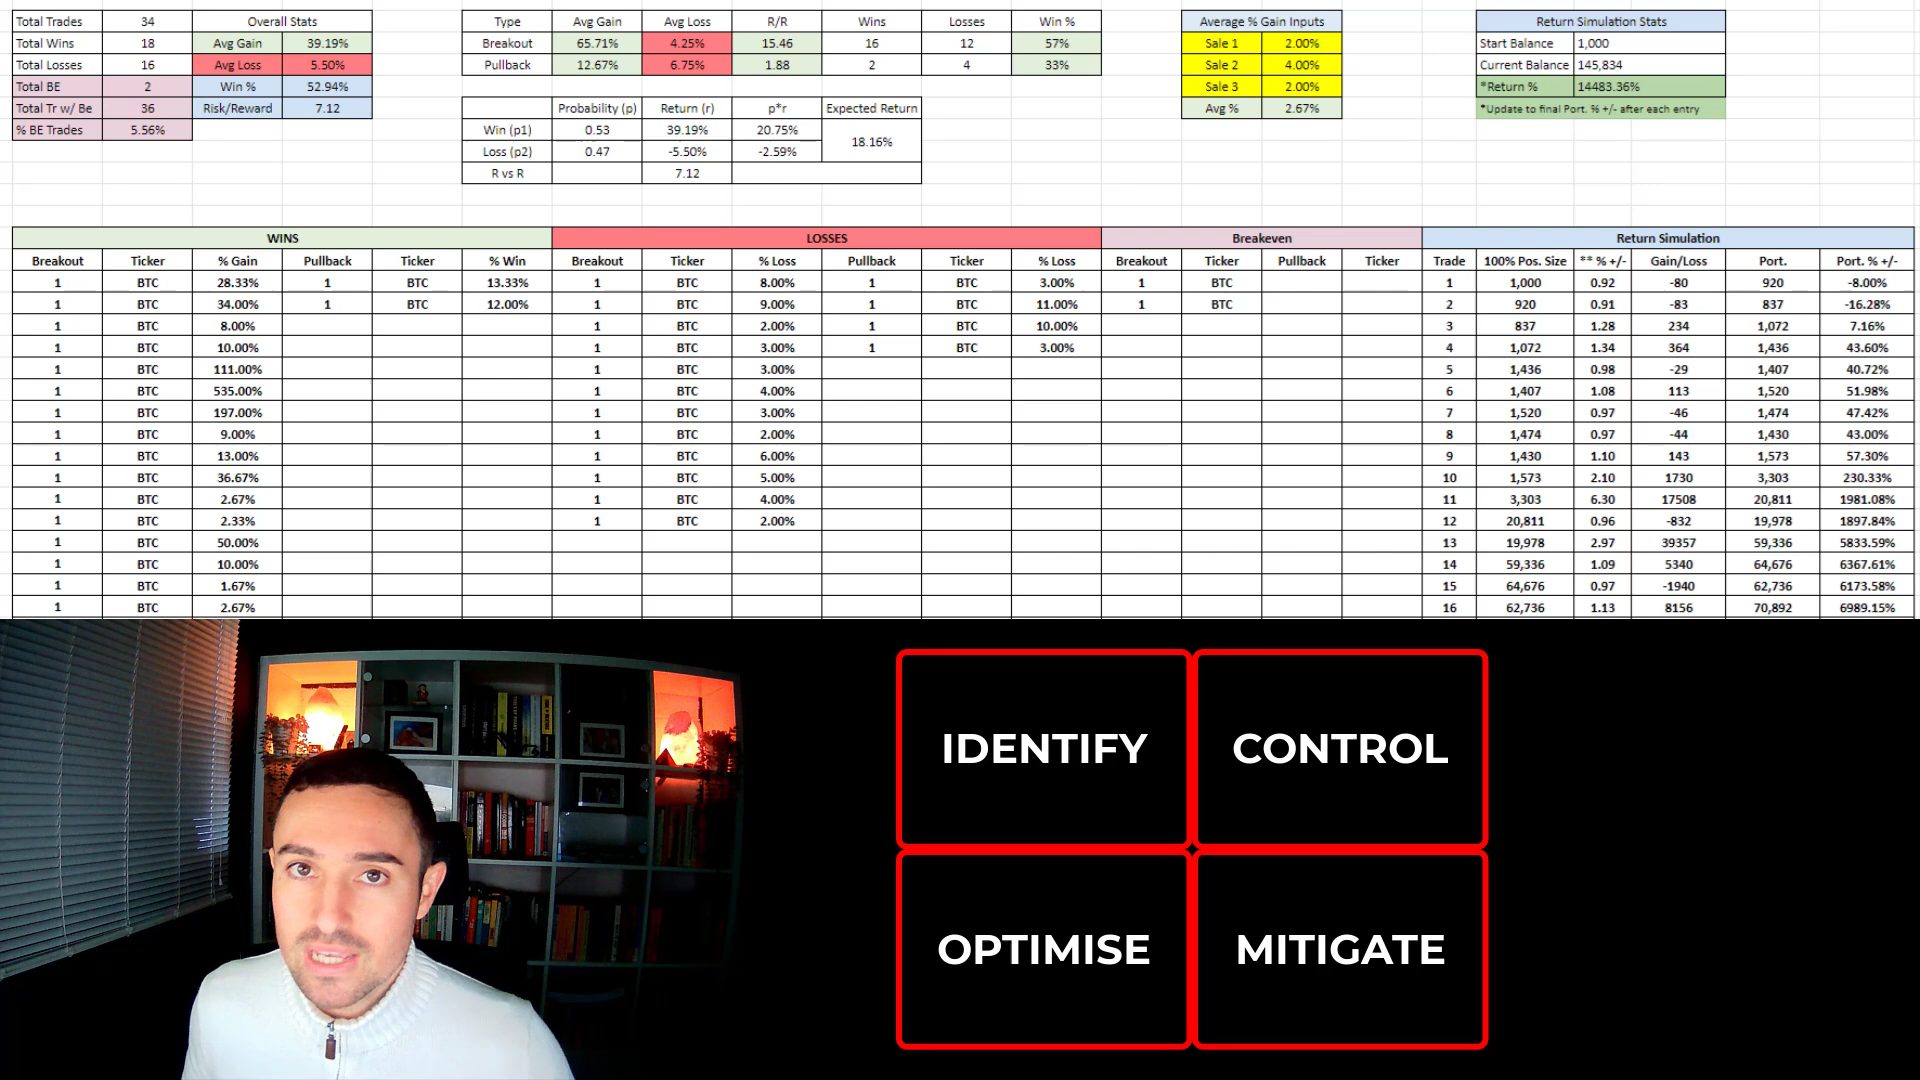 Total Trades 34 Overall Stats
Total Wins 18 Avg Gain 39.19%
Total Losses 16 Avg Loss 5.50%
Total BE 2 Win % 52.94%
Total Tr w/ Be 36 Risk/Reward 7.12
% BE Trades 5.56%
Type Avg Gain Avg Loss R/R Wins Losses Win %
Breakout 65.71% 4.25% 15.46 16 12 57%
Pullback 12.67% 6.75% 1.88 2 4 33%
Probability (p) Return (r) p*r Expected Return
Win (p1) 0.53 39.19% 20.75%
18.16%
Loss (p2) 0.47 -5.50% -2.59%
R vs R 7.12
Average % Gain Inputs
Sale 1 2.00%
Sale 2 4.00%
Sale 3 2.00%
Avg % 2.67%
Return Simulation Stats
Start Balance 1,000
Current Balance 145,834
*Return % 14483.36%
*Update to final Port. % +/- after each entry
WINS LOSSES Breakeven Return Simulation
Breakout Ticker % Gain Pullback Ticker % Win Breakout Ticker % Loss Pullback Ticker % Loss Breakout Ticker Pullback Ticker Trade 100% Pos. Size ** % +/- Gain/Loss Port. Port. % +/-
1 BTC 28.33% 1 BTC 13.33% 1 BTC 8.00% 1 BTC 3.00% 1 BTC 1 1,000 0.92 -80 920 -8.00%
1 BTC 34.00% 1 BTC 12.00% 1 BTC 9.00% 1 BTC 11.00% 1 BTC 2 920 0.91 -83 837 -16.28%
1 BTC 8.00% 1 BTC 2.00% 1 BTC 10.00% 3 837 1.28 234 1,072 7.16%
1 BTC 10.00% 1 BTC 3.00% 1 BTC 3.00% 4 1,072 1.34 364 1,436 43.60%
1 BTC 111.00% 1 BTC 3.00% 5 1,436 0.98 -29 1,407 40.72%
1 BTC 535.00% 1 BTC 4.00% 6 1,407 1.08 113 1,520 51.98%
1 BTC 197.00% 1 BTC 3.00% 7 1,520 0.97 -46 1,474 47.42%
1 BTC 9.00% 1 BTC 2.00% 8 1,474 0.97 -44 1,430 43.00%
1 BTC 13.00% 1 BTC 6.00% 9 1,430 1.10 143 1,573 57.30%
1 BTC 36.67% 1 BTC 5.00% 10 1,573 2.10 1730 3,303 230.33%
1 BTC 2.67% 1 BTC 4.00% 11 3,303 6.30 17508 20,811 1981.08%
1 BTC 2.33% 1 BTC 2.00% 12 20,811 0.96 -832 19,978 1897.84%
1 BTC 50.00% 13 19,978 2.97 39357 59,336 5833.59%
1 BTC 10.00% 14 59,336 1.09 5340 64,676 6367.61%
1 BTC 1.67% 15 64,676 0.97 -1940 62,736 6173.58%
1 BTC 2.67% 16 62,736 1.13 8156 70,892 6989.15%
IDENTIFY CONTROL
OPTIMISE MITIGATE